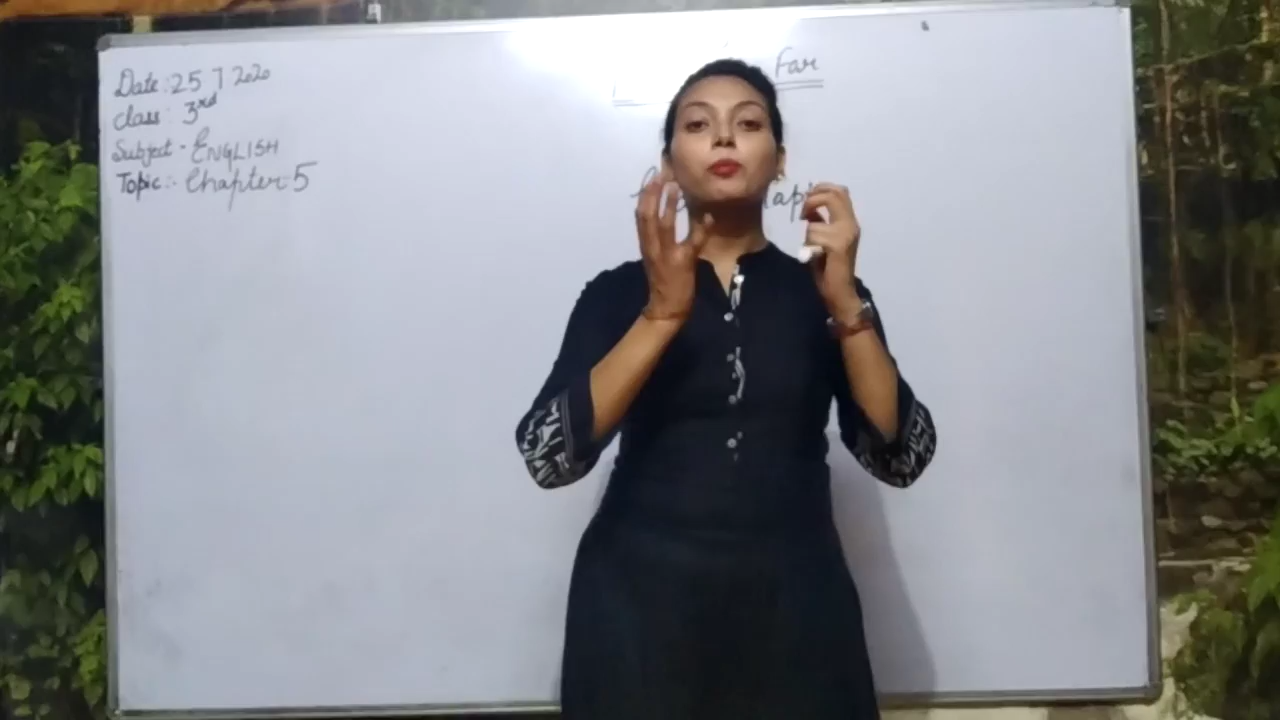 Date : 25 7 2020
Class : 3rd
Subject - ENGLISH
Topic :- Chapter 5
Far